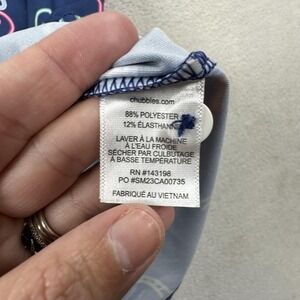 chubbies.com
88% POLYESTER
12% ÉLASTHANNE
LAVER À LA MACHINE
À L'EAU FROIDE
SÉCHER PAR CULBUTAGE
À BASSE TEMPÉRATURE
RN #143198
PO #SM23CA00735
FABRIQUÉ AU VIETNAM